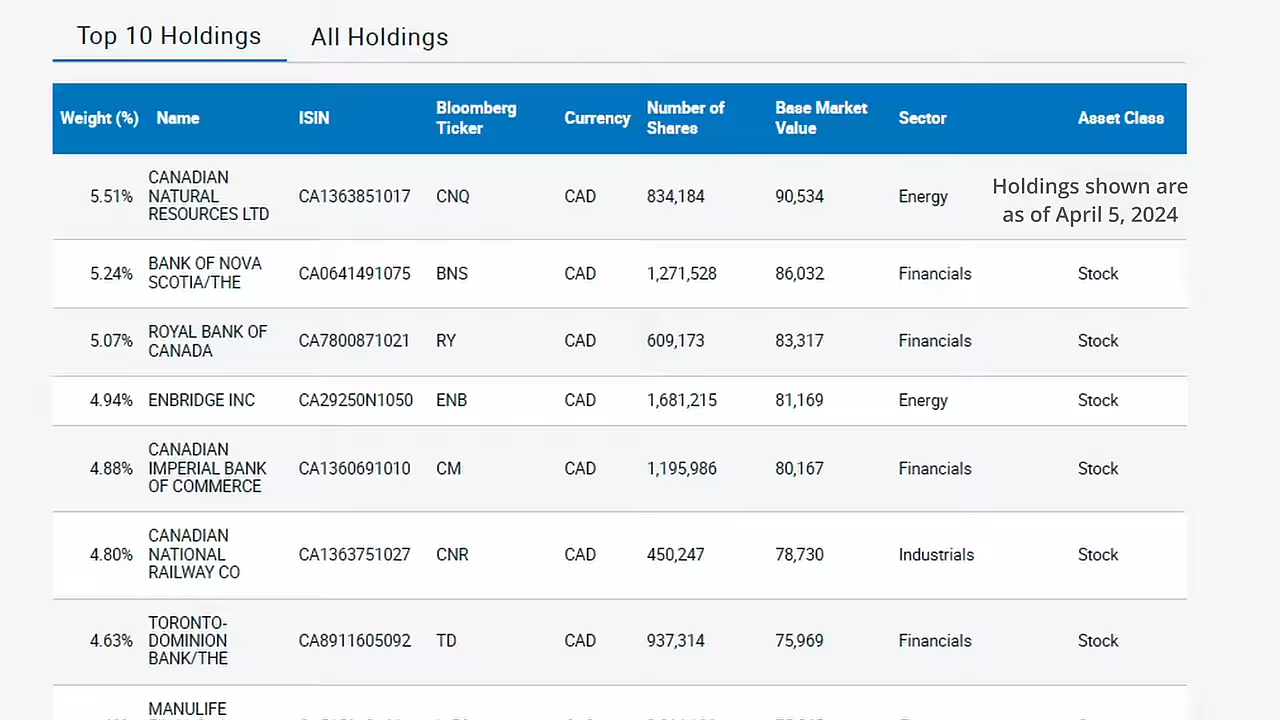 Top 10 Holdings All Holdings
Weight (%) Name ISIN Bloomberg Ticker Currency Number of Shares Base Market Value Sector Asset Class
Holdings shown are
as of April 5, 2024
5.51% CANADIAN NATURAL RESOURCES LTD CA1363851017 CNQ CAD 834,184 90,534 Energy
5.24% BANK OF NOVA SCOTIA/THE CA0641491075 BNS CAD 1,271,528 86,032 Financials Stock
5.07% ROYAL BANK OF CANADA CA7800871021 RY CAD 609,173 83,317 Financials Stock
4.94% ENBRIDGE INC CA29250N1050 ENB CAD 1,681,215 81,169 Energy Stock
4.88% CANADIAN IMPERIAL BANK OF COMMERCE CA1360691010 CM CAD 1,195,986 80,167 Financials Stock
4.80% CANADIAN NATIONAL RAILWAY CO CA1363751027 CNR CAD 450,247 78,730 Industrials Stock
4.63% TORONTO-DOMINION BANK/THE CA8911605092 TD CAD 937,314 75,969 Financials Stock
MANULIFE